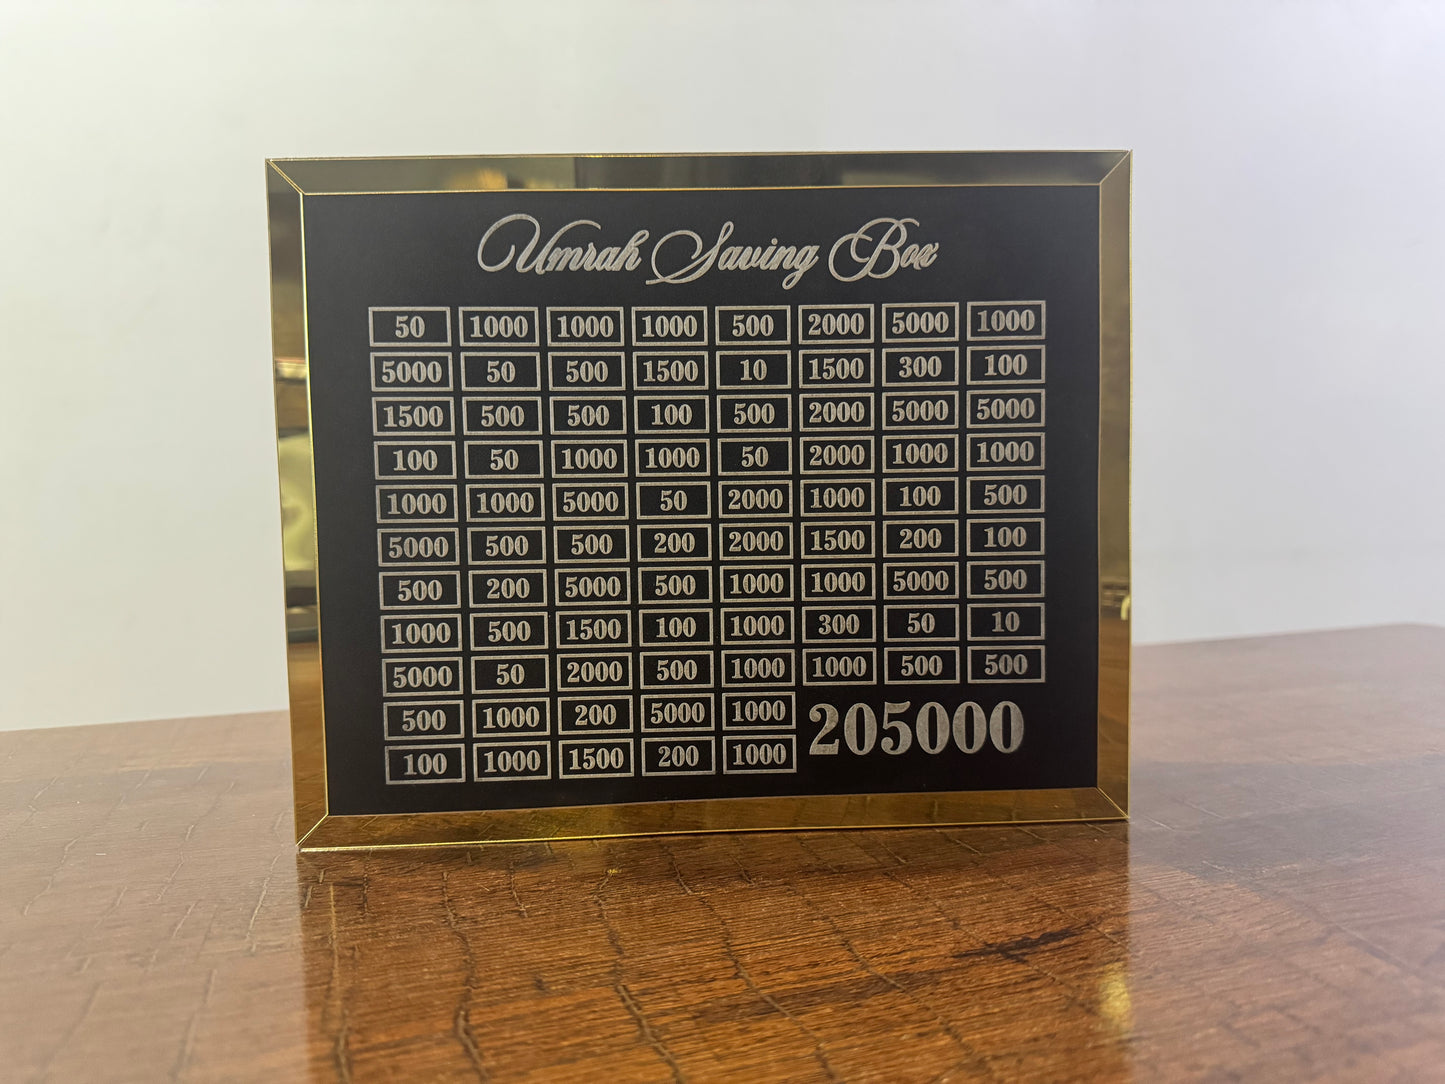 Umrah Saving Box
50 1000 1000 1000 500 2000 5000 1000
5000 50 500 1500 10 1500 300 100
1500 500 500 100 500 2000 5000 5000
100 50 1000 1000 50 2000 1000 1000
1000 1000 5000 50 2000 1000 100 500
5000 500 500 200 2000 1500 200 100
500 200 5000 500 1000 1000 5000 500
1000 500 1500 100 1000 300 50 10
5000 50 2000 500 1000 1000 500 500
500 1000 200 5000 1000
100 1000 1500 200 1000
205000